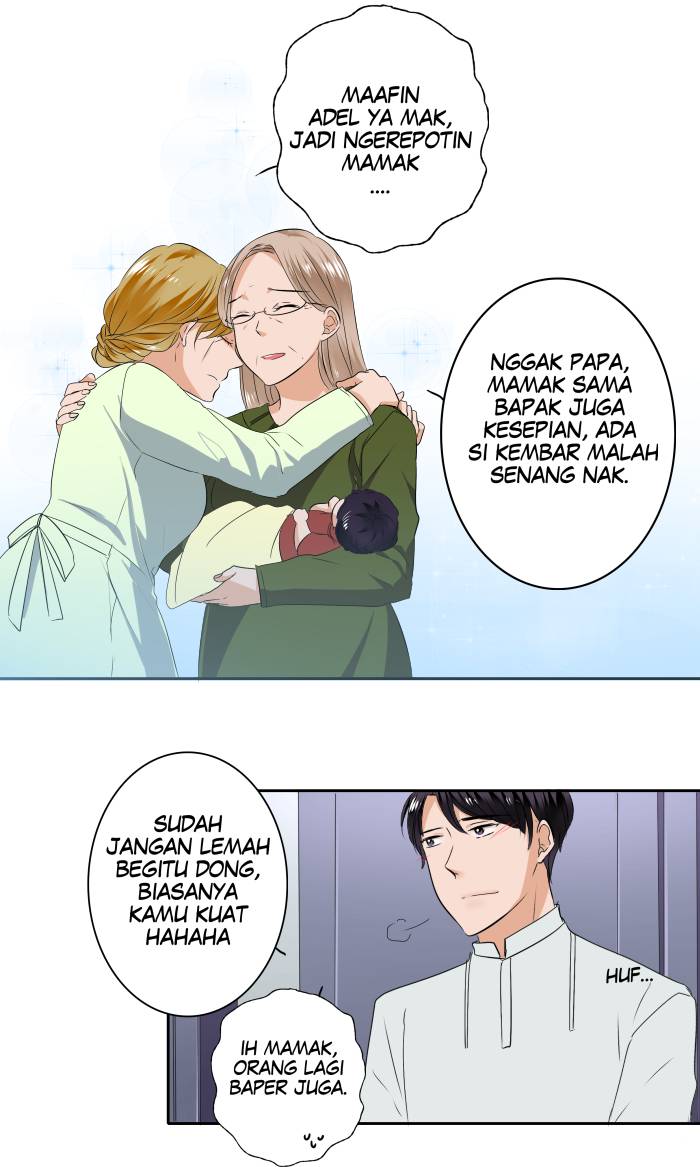 MAAFIN
ADEL YA MAK,
JADI NGEREPOTIN
MAMAK
....
NGGAK PAPA,
MAMAK SAMA
BAPAK JUGA
KESEPIAN, ADA
SI KEMBAR MALAH
SENANG NAK.
SUDAH
JANGAN LEMAH
BEGITU DONG,
BIASANYA
KAMU KUAT
HAHAHA
HUF...
IH MAMAK,
ORANG LAGI
BAPER JUGA.